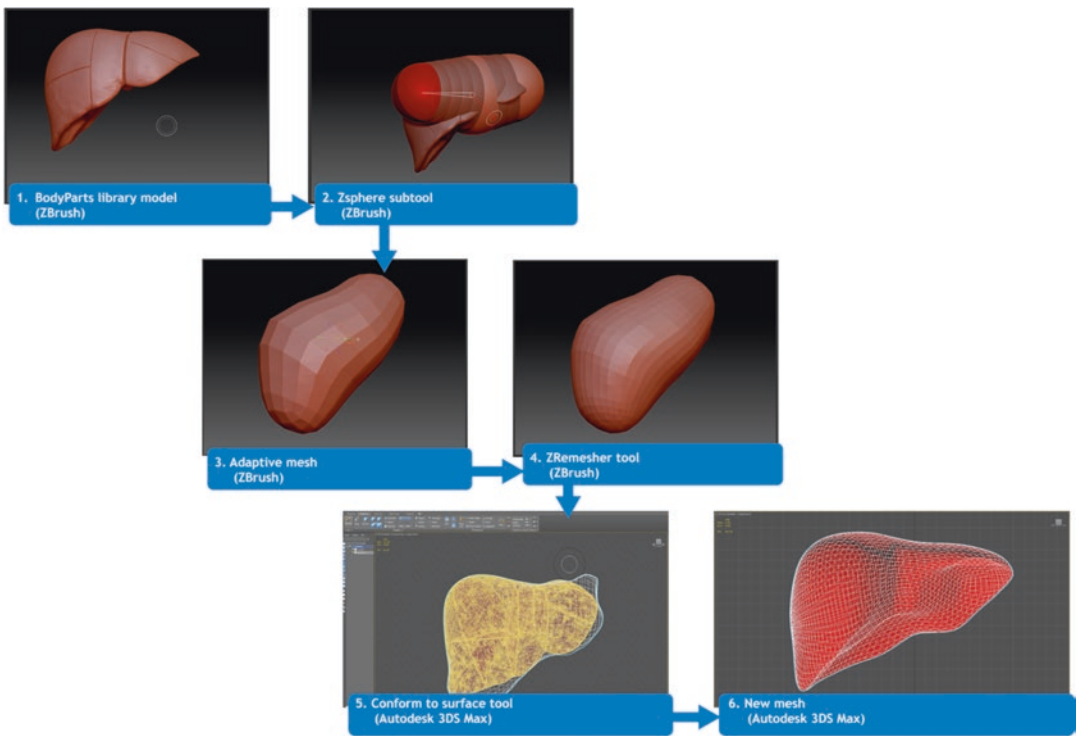 1. BodyParts library model
(ZBrush)
2. Zsphere subtool
(ZBrush)
3. Adaptive mesh
(ZBrush)
4. ZRemesher tool
(ZBrush)
5. Conform to surface tool
(Autodesk 3DS Max)
6. New mesh
(Autodesk 3DS Max)